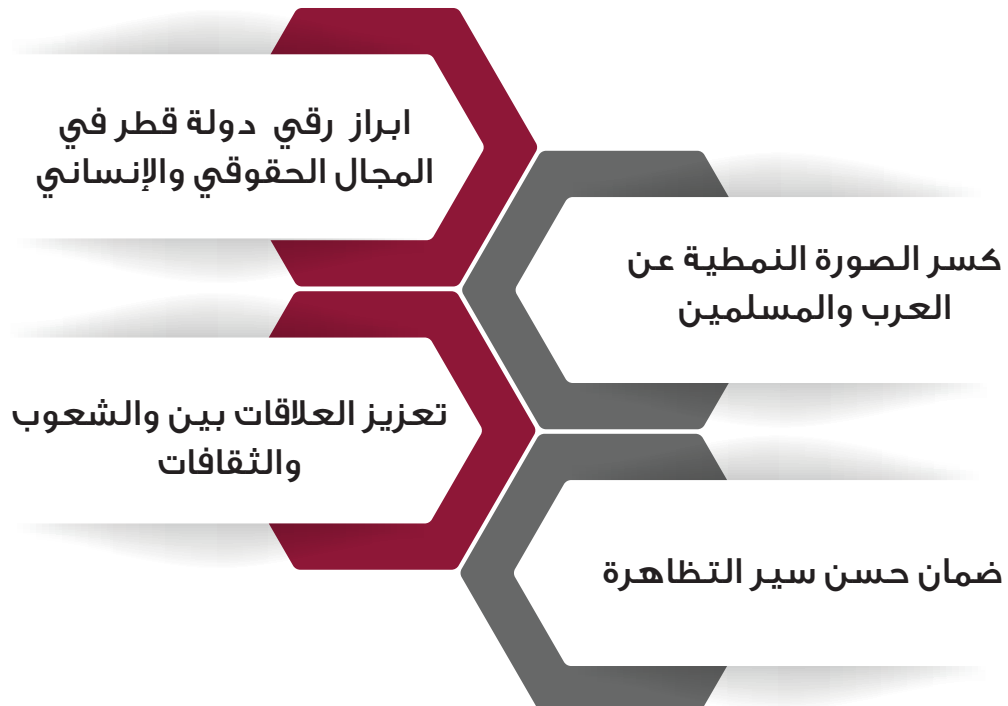 ابراز رقي دولة قطر في
المجال الحقوقي والإنساني
كسر الصورة النمطية عن
العرب والمسلمين
تعزيز العلاقات بين والشعوب
والثقافات
ضمان حسن سير التظاهرة